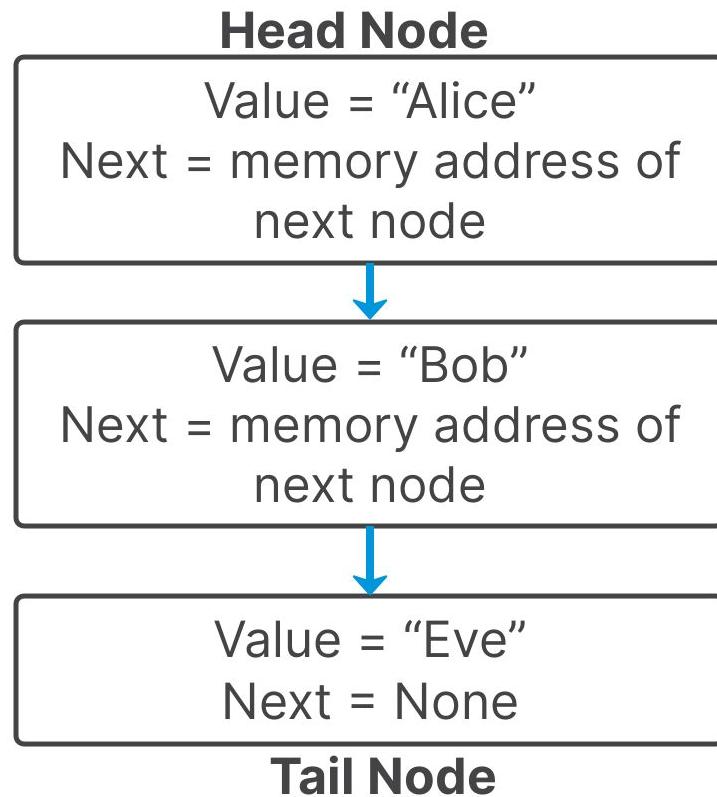 Head Node
Value = “Alice”
Next = memory address of
next node
Value = “Bob”
Next = memory address of
next node
Value = “Eve”
Next = None
Tail Node